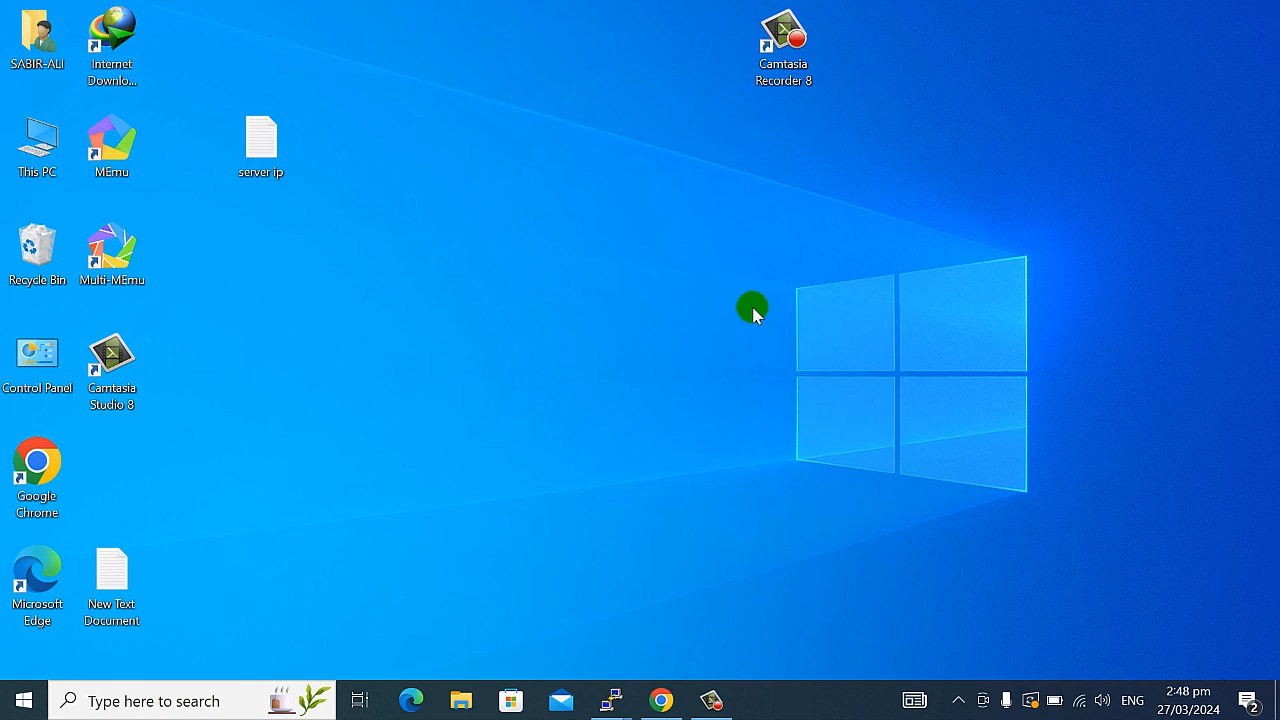 SABIR-ALI
Internet
Downlo...
Camtasia
Recorder 8
This PC
MEmu
server ip
Recycle Bin
Multi-MEmu
Control Panel
Camtasia
Studio 8
Google
Chrome
Microsoft
Edge
New Text
Document
Type here to search
ENG
2:48 pm
27/03/2024
2